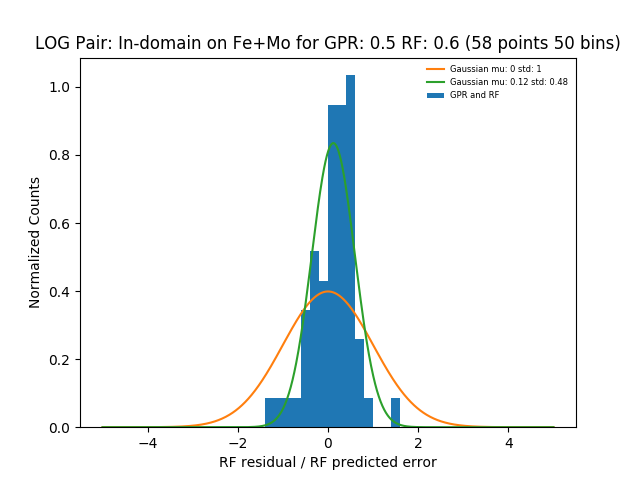 LOG Pair: In-domain on Fe+Mo for GPR: 0.5 RF: 0.6 (58 points 50 bins)
Gaussian mu: 0 std: 1
Gaussian mu: 0.12 std: 0.48
GPR and RF
Normalized Counts
1.0
0.8
0.6
0.4
0.2
0.0
−4
−2
0
2
4
RF residual / RF predicted error